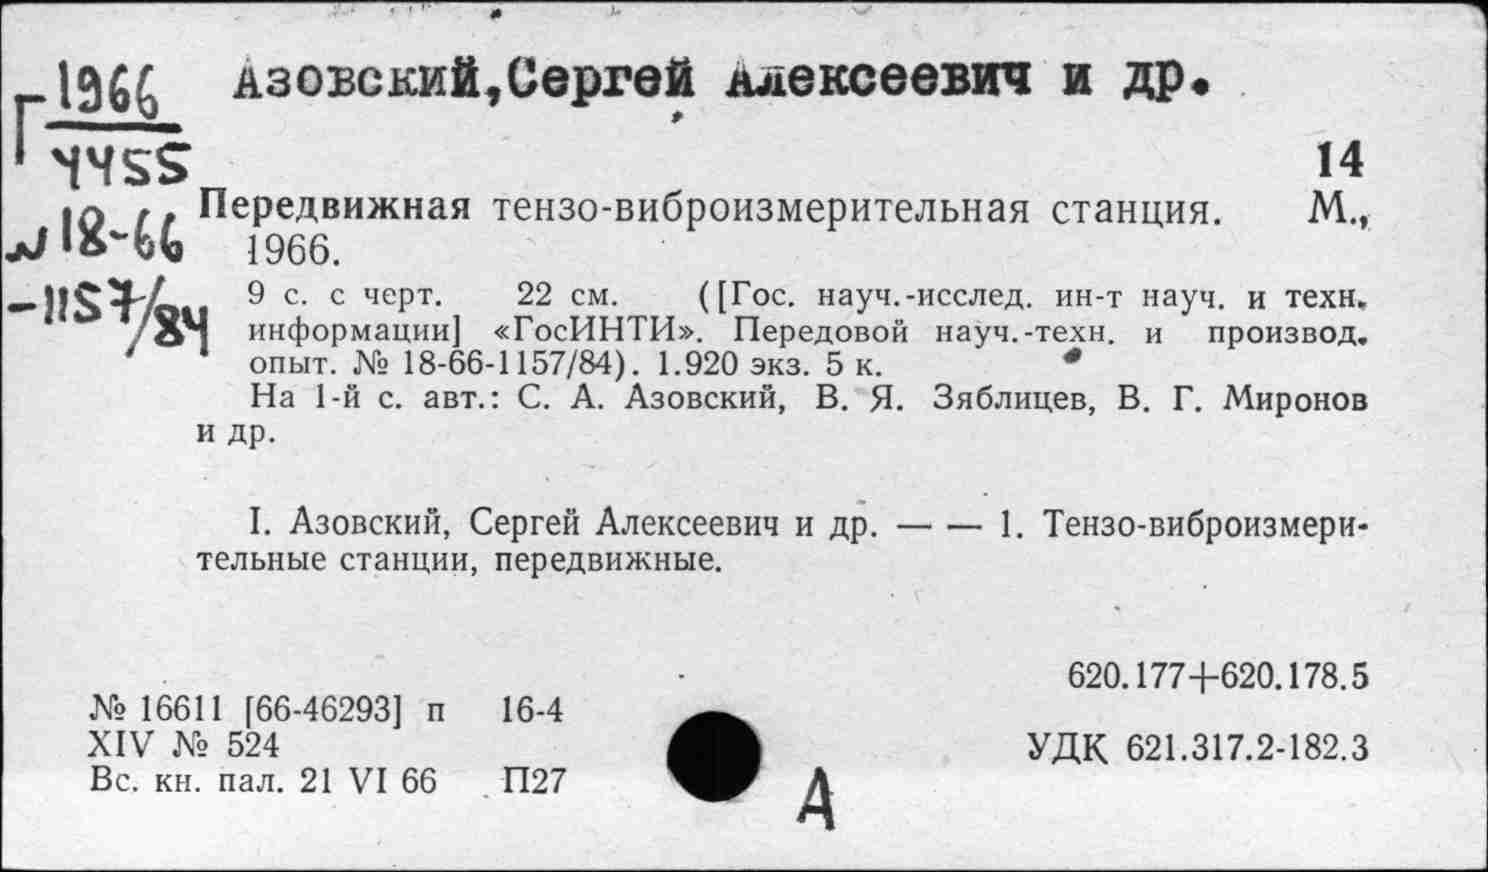 Азовский,Сергей Алексеевич и др.
Г 1966
4455
14
Передвижная тензо-виброизмерительная станция. М.,
№ 18-66
1966.
-1157/84
9 с. с черт. 22 см. ([Гос. науч.-исслед. ин-т науч. и техн.
информации] «ГосИНТИ». Передовой науч.-техн. и производ.
опыт. № 18-66-1157/84). 1.920 экз. 5 к.
На 1-й с. авт.: С. А. Азовский, В. Я. Зяблицев, В. Г. Миронов
и др.
I. Азовский, Сергей Алексеевич и др. — — 1. Тензо-виброизмери-
тельные станции, передвижные.
620.177+620.178.5
№ 16611 [66-46293] п 16-4
XIV № 524
УДК 621.317.2-182.3
Вс. кн. пал. 21 VI 66 П27
А